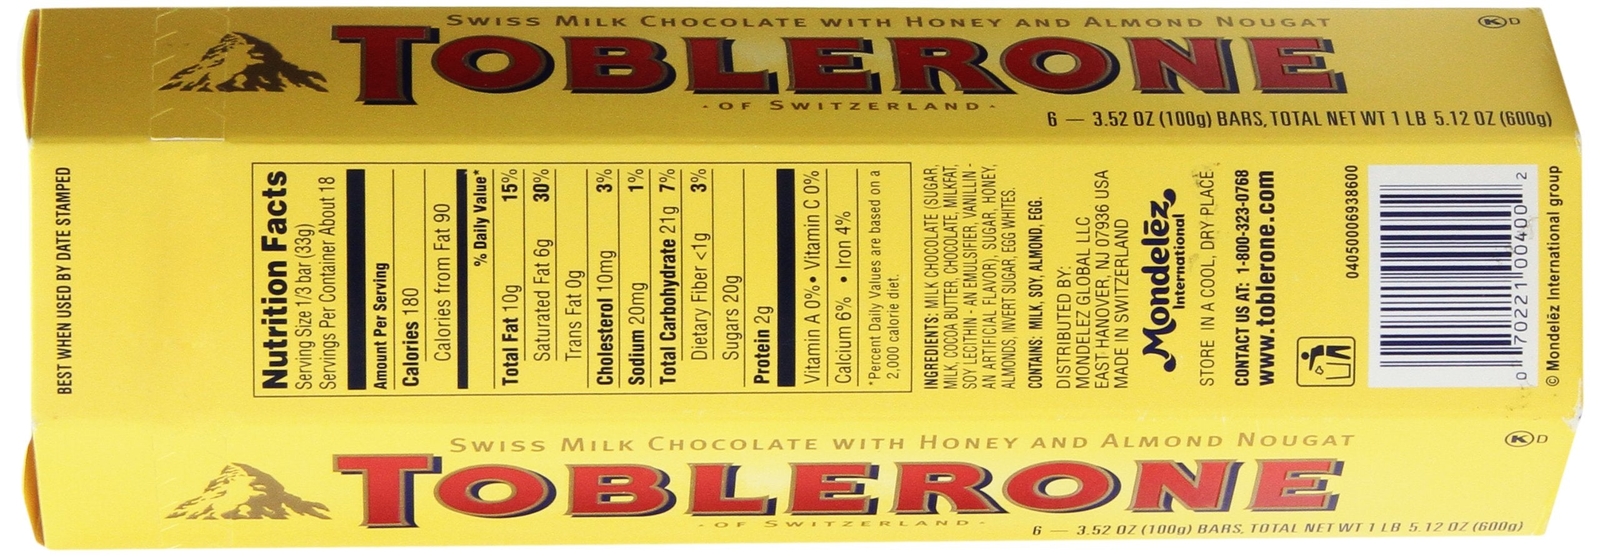 SWISS MILK CHOCOLATE WITH HONEY AND ALMOND NOUGAT
K D
TOBLERONE
· OF SWITZERLAND ·
6 — 3.52 OZ (100g) BARS, TOTAL NET WT 1 LB 5.12 OZ (600g)
BEST WHEN USED BY DATE STAMPED
Nutrition Facts
Serving Size 1/3 bar (33g)
Servings Per Container About 18
Amount Per Serving
Calories 180
Calories from Fat 90
% Daily Value*
Total Fat 10g 15%
Saturated Fat 6g 30%
Trans Fat 0g
Cholesterol 10mg 3%
Sodium 20mg 1%
Total Carbohydrate 21g 7%
Dietary Fiber <1g 3%
Sugars 20g
Protein 2g
Vitamin A 0% • Vitamin C 0%
Calcium 6% • Iron 4%
*Percent Daily Values are based on a
2,000 calorie diet.
INGREDIENTS: MILK CHOCOLATE (SUGAR,
MILK, COCOA BUTTER, CHOCOLATE, MILKFAT,
SOY LECITHIN - AN EMULSIFIER, VANILLIN -
AN ARTIFICIAL FLAVOR), SUGAR, HONEY,
ALMONDS, INVERT SUGAR, EGG WHITES.
CONTAINS: MILK, SOY, ALMOND, EGG.
DISTRIBUTED BY:
MONDELEZ GLOBAL LLC
EAST HANOVER, NJ 07936 USA
MADE IN SWITZERLAND
Mondelēz
International
STORE IN A COOL, DRY PLACE
CONTACT US AT: 1-800-323-0768
www.toblerone.com
04050006938600
0 70221 00400 2
© Mondelēz International group
SWISS MILK CHOCOLATE WITH HONEY AND ALMOND NOUGAT
K D
TOBLERONE
· OF SWITZERLAND ·
6 — 3.52 OZ (100g) BARS, TOTAL NET WT 1 LB 5.12 OZ (600g)